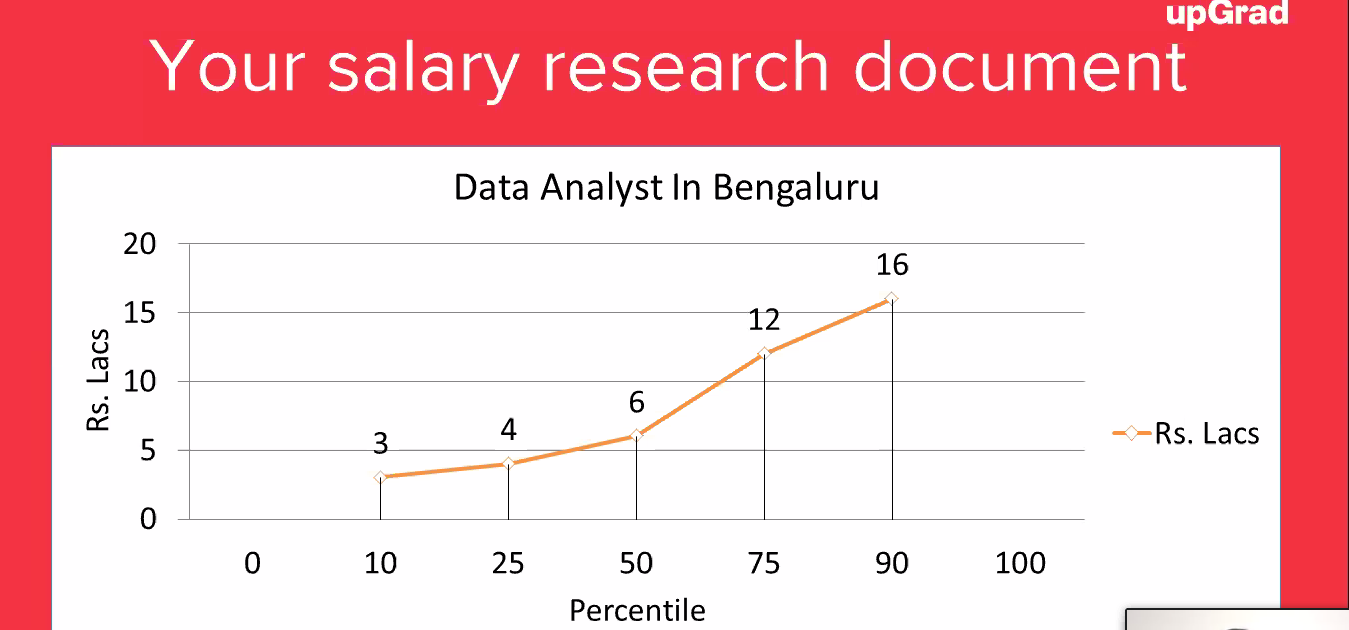 upGrad
Your salary research document
Data Analyst In Bengaluru
20
15
10
5
0
Rs. Lacs
3
4
6
12
16
Rs. Lacs
0 10 25 50 75 90 100
Percentile